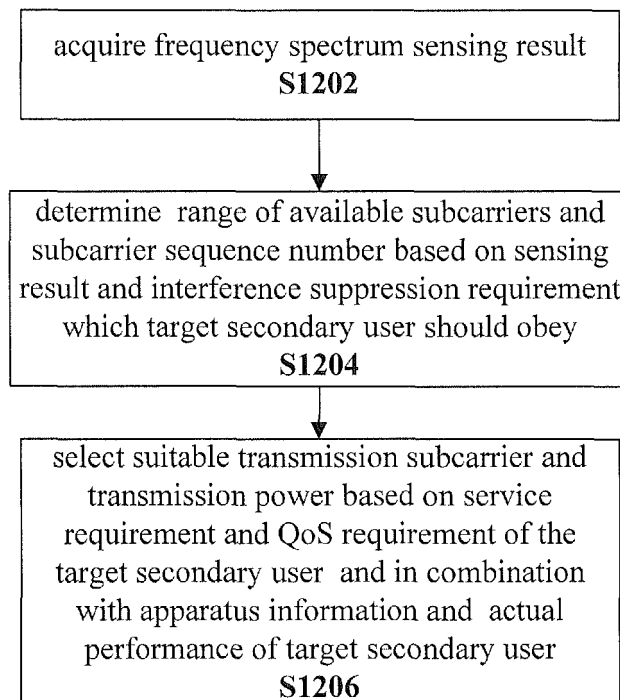 acquire frequency spectrum sensing result
S1202
determine range of available subcarriers and
subcarrier sequence number based on sensing
result and interference suppression requirement
which target secondary user should obey
S1204
select suitable transmission subcarrier and
transmission power based on service
requirement and QoS requirement of the
target secondary user and in combination
with apparatus information and actual
performance of target secondary user
S1206